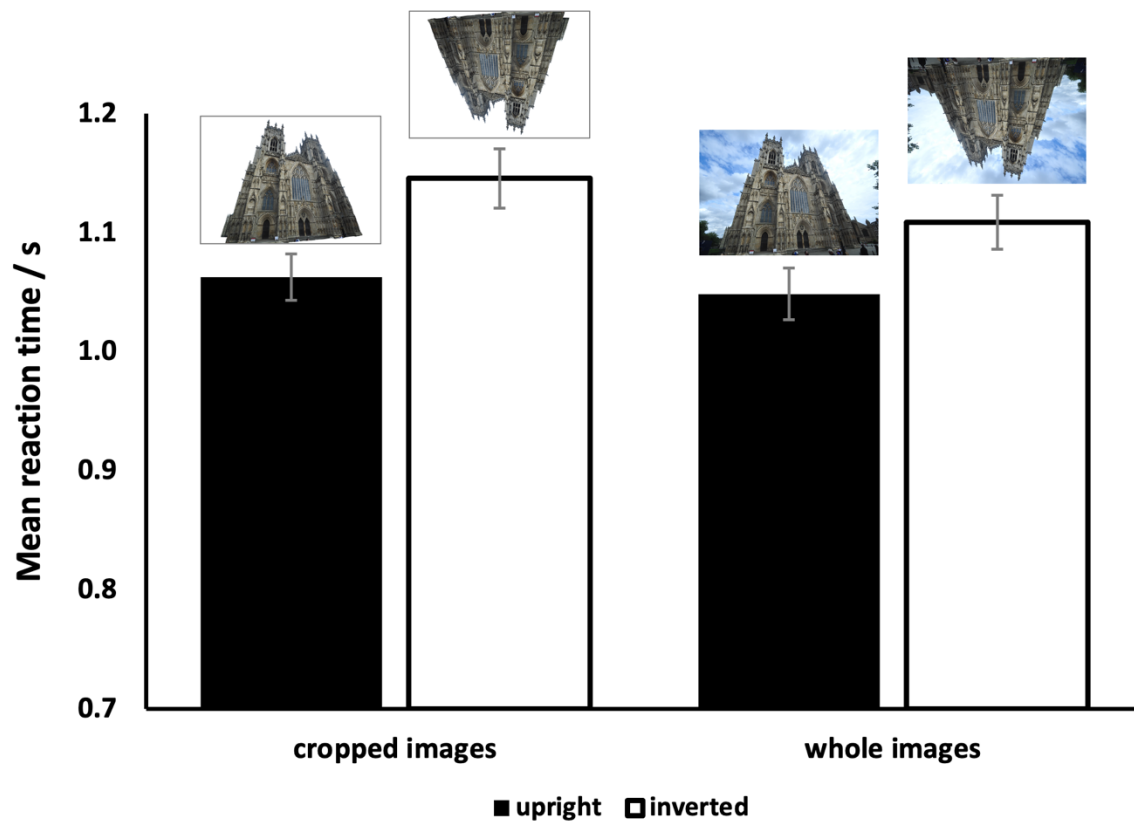 Mean reaction time / s
1.2
1.1
1.0
0.9
0.8
0.7
cropped images
whole images
upright inverted